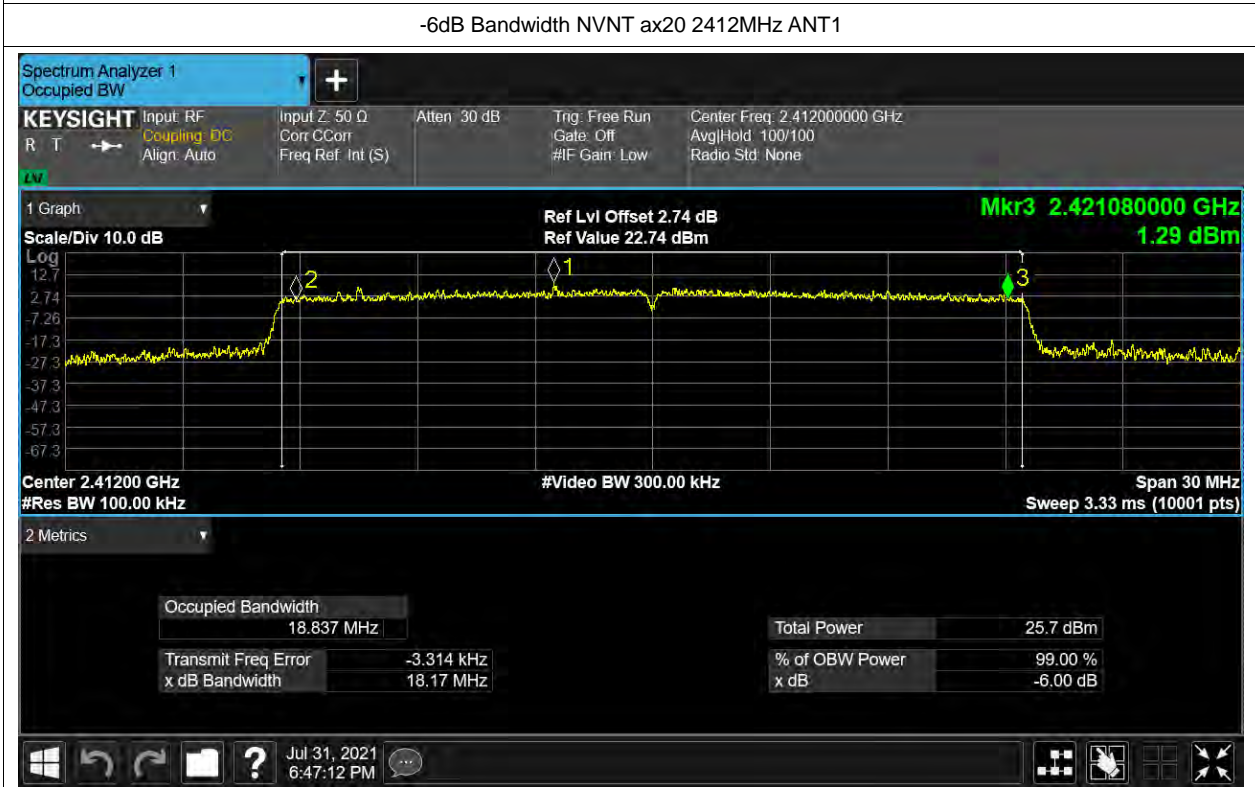 -6dB Bandwidth NVNT ax20 2412MHz ANT1
Spectrum Analyzer 1
Occupied BW
KEYSIGHT
R T
Input: RF
Coupling: DC
Align: Auto
Input Z: 50 Ω
Corr CCorr
Freq Ref: Int (S)
Atten: 30 dB
Trig: Free Run
Gate: Off
#IF Gain: Low
Center Freq: 2.412000000 GHz
Avg|Hold: 100/100
Radio Std: None
1 Graph
Scale/Div 10.0 dB
Ref Lvl Offset 2.74 dB
Ref Value 22.74 dBm
Mkr3 2.421080000 GHz
1.29 dBm
Log
12.7
2.74
-7.26
-17.3
-27.3
-37.3
-47.3
-57.3
-67.3
2
1
3
Center 2.41200 GHz
#Res BW 100.00 kHz
#Video BW 300.00 kHz
Span 30 MHz
Sweep 3.33 ms (10001 pts)
2 Metrics
Occupied Bandwidth
18.837 MHz
Transmit Freq Error -3.314 kHz
x dB Bandwidth 18.17 MHz
Total Power 25.7 dBm
% of OBW Power 99.00 %
x dB -6.00 dB
?
Jul 31, 2021
6:47:12 PM